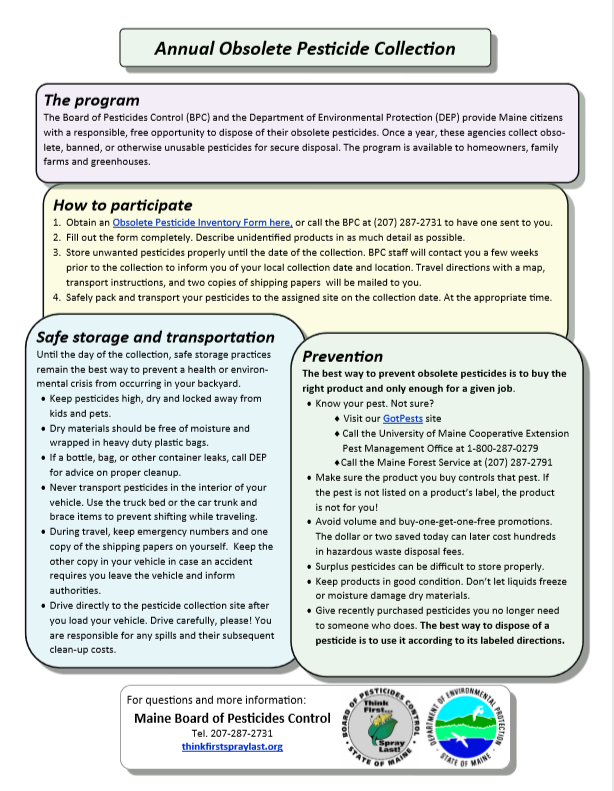 Annual Obsolete Pesticide Collection
The program
The Board of Pesticides Control (BPC) and the Department of Environmental Protection (DEP) provide Maine citizens
with a responsible, free opportunity to dispose of their obsolete pesticides. Once a year, these agencies collect obso-
lete, banned, or otherwise unusable pesticides for secure disposal. The program is available to homeowners, family
farms and greenhouses.
How to participate
1. Obtain an Obsolete Pesticide Inventory Form here, or call the BPC at (207) 287-2731 to have one sent to you.
2. Fill out the form completely. Describe unidentified products in as much detail as possible.
3. Store unwanted pesticides properly until the date of the collection. BPC staff will contact you a few weeks
prior to the collection to inform you of your local collection date and location. Travel directions with a map,
transport instructions, and two copies of shipping papers will be mailed to you.
4. Safely pack and transport your pesticides to the assigned site on the collection date. At the appropriate time.
Safe storage and transportation
Until the day of the collection, safe storage practices
remain the best way to prevent a health or environ-
mental crisis from occurring in your backyard.
• Keep pesticides high, dry and locked away from
kids and pets.
• Dry materials should be free of moisture and
wrapped in heavy duty plastic bags.
• If a bottle, bag, or other container leaks, call DEP
for advice on proper cleanup.
• Never transport pesticides in the interior of your
vehicle. Use the truck bed or the car trunk and
brace items to prevent shifting while traveling.
• During travel, keep emergency numbers and one
copy of the shipping papers on yourself. Keep the
other copy in your vehicle in case an accident
requires you leave the vehicle and inform
authorities.
• Drive directly to the pesticide collection site after
you load your vehicle. Drive carefully, please! You
are responsible for any spills and their subsequent
clean-up costs.
Prevention
The best way to prevent obsolete pesticides is to buy the
right product and only enough for a given job.
• Know your pest. Not sure?
♦ Visit our GotPests site
♦ Call the University of Maine Cooperative Extension
Pest Management Office at 1-800-287-0279
♦Call the Maine Forest Service at (207) 287-2791
• Make sure the product you buy controls that pest. If
the pest is not listed on a product's label, the product
is not for you!
• Avoid volume and buy-one-get-one-free promotions.
The dollar or two saved today can later cost hundreds
in hazardous waste disposal fees.
• Surplus pesticides can be difficult to store properly.
• Keep products in good condition. Don't let liquids freeze
or moisture damage dry materials.
• Give recently purchased pesticides you no longer need
to someone who does. The best way to dispose of a
pesticide is to use it according to its labeled directions.
For questions and more information:
Maine Board of Pesticides Control
Tel. 207-287-2731
thinkfirstspraylast.org
BOARD OF PESTICIDES CONTROL
Think
First...
Spray
Last!
STATE OF MAINE
DEPARTMENT OF ENVIRONMENTAL PROTECTION
STATE OF MAINE